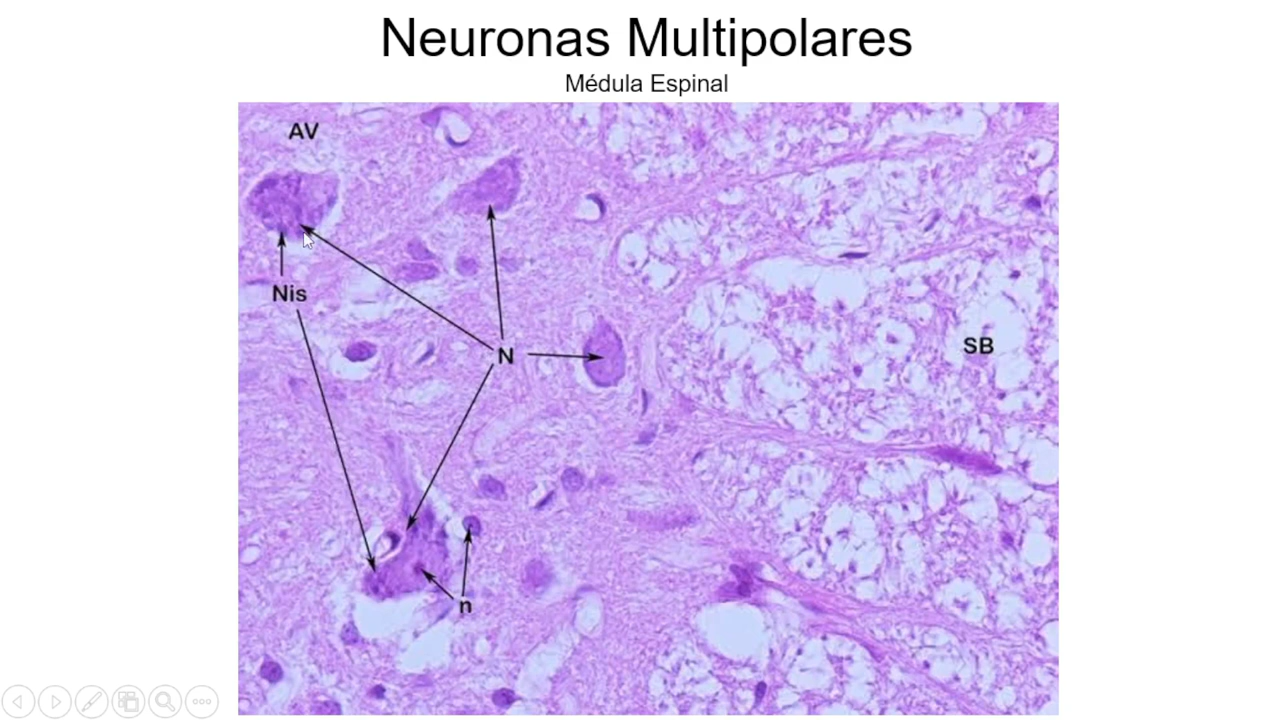 Neuronas Multipolares
Médula Espinal
AV
Nis
N
SB
n